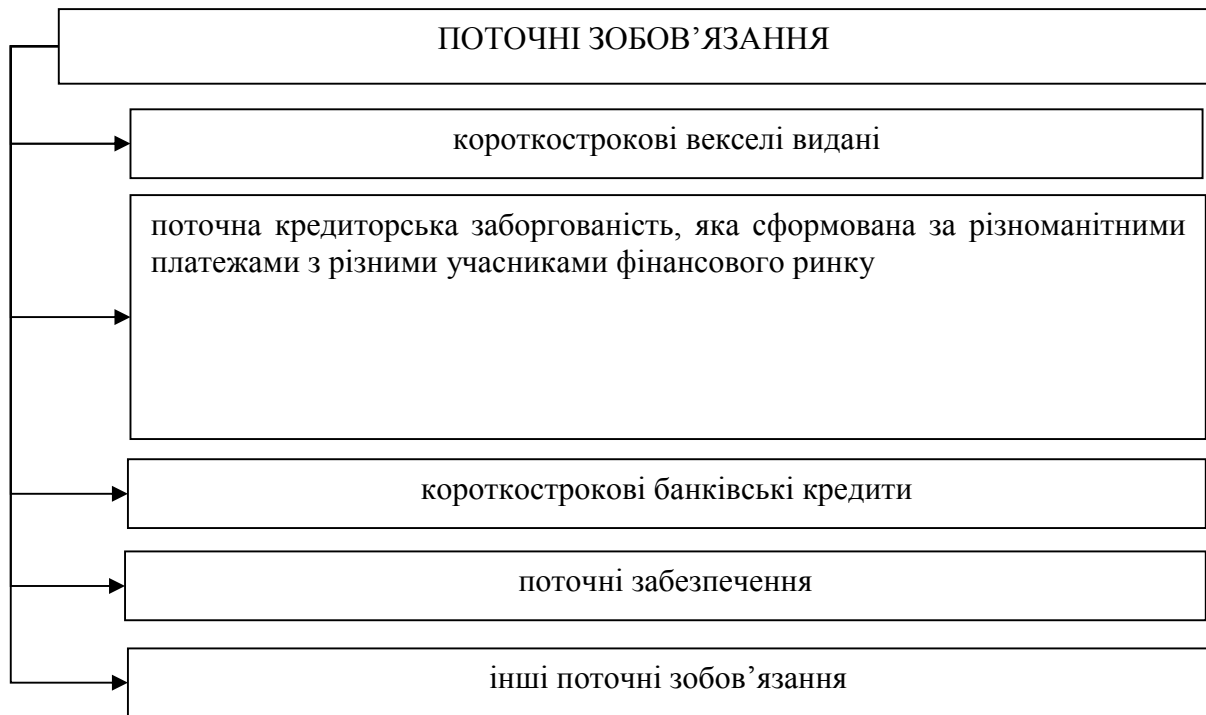 ПОТОЧНІ ЗОБОВ’ЯЗАННЯ
короткострокові векселі видані
поточна кредиторська заборгованість, яка сформована за різноманітними
платежами з різними учасниками фінансового ринку
короткострокові банківські кредити
поточні забезпечення
інші поточні зобов’язання